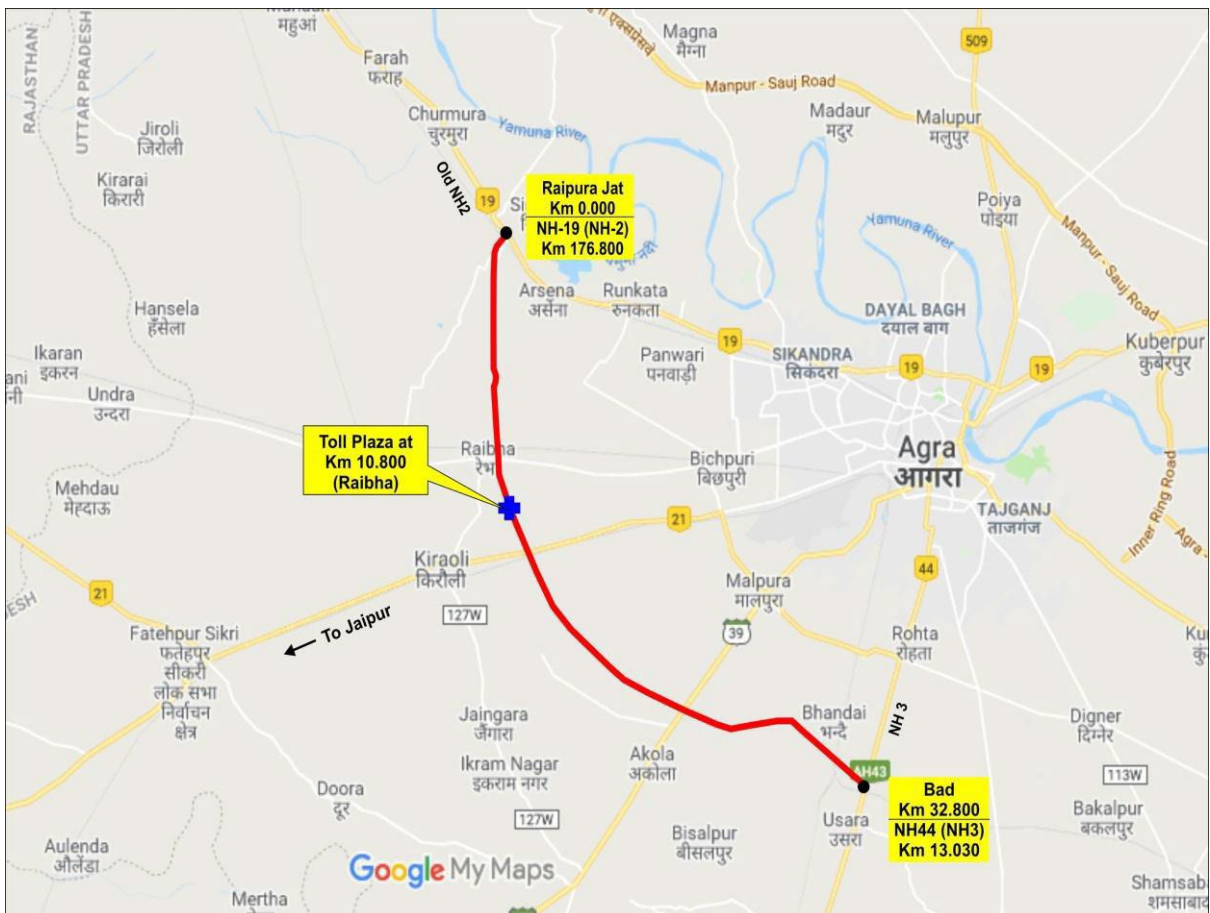 महुआं
Farah
फराह
Magna
मैग्ना
509
Manpur - Sauj Road
Churmura
चुरमुरा
Yamuna River
Madaur
मदुर
Malupur
मलुपुर
RAJASTHAN
UTTAR PRADESH
Jiroli
जिरोली
Kirarai
किरारी
Old NH2
19
Raipura Jat
Km 0.000
NH-19 (NH-2)
Km 176.800
Poiya
पोइया
Yamuna River
Manpur - Sauj Road
Arsena
अर्सेना
Runkata
रुनकता
Hansela
हँसेला
DAYAL BAGH
दयाल बाग
19
Kuberpur
कुबेरपुर
Ikaran
इकरन
Panwari
पनवाड़ी
SIKANDRA
सिकंदरा
19
19
Undra
उन्दरा
Toll Plaza at
Km 10.800
(Raibha)
Raibha
रेभा
Bichpuri
बिछपुरी
Agra
आगरा
Mehdau
मेहदाऊ
21
TAJGANJ
ताजगंज
Inner Ring Road
Agra -
Kiraoli
किरौली
Malpura
मालपुरा
44
21
127W
39
To Jaipur
Fatehpur Sikri
फतेहपुर
सीकरी
लोक सभा
निर्वाचन
क्षेत्र
Rohta
रोहता
Jaingara
जैंगारा
Bhandai
भन्दै
NH 3
Digner
दिग्नेर
Akola
अकोला
Ikram Nagar
इकराम नगर
AH43
113W
Doora
दूर
Bad
Km 32.800
NH44 (NH3)
Km 13.030
127W
Usara
उसरा
Bakalpur
बकलपुर
Bisalpur
बीसलपुर
Aulenda
औलेंडा
Google My Maps
Mertha
Shamsab
शमसाबा